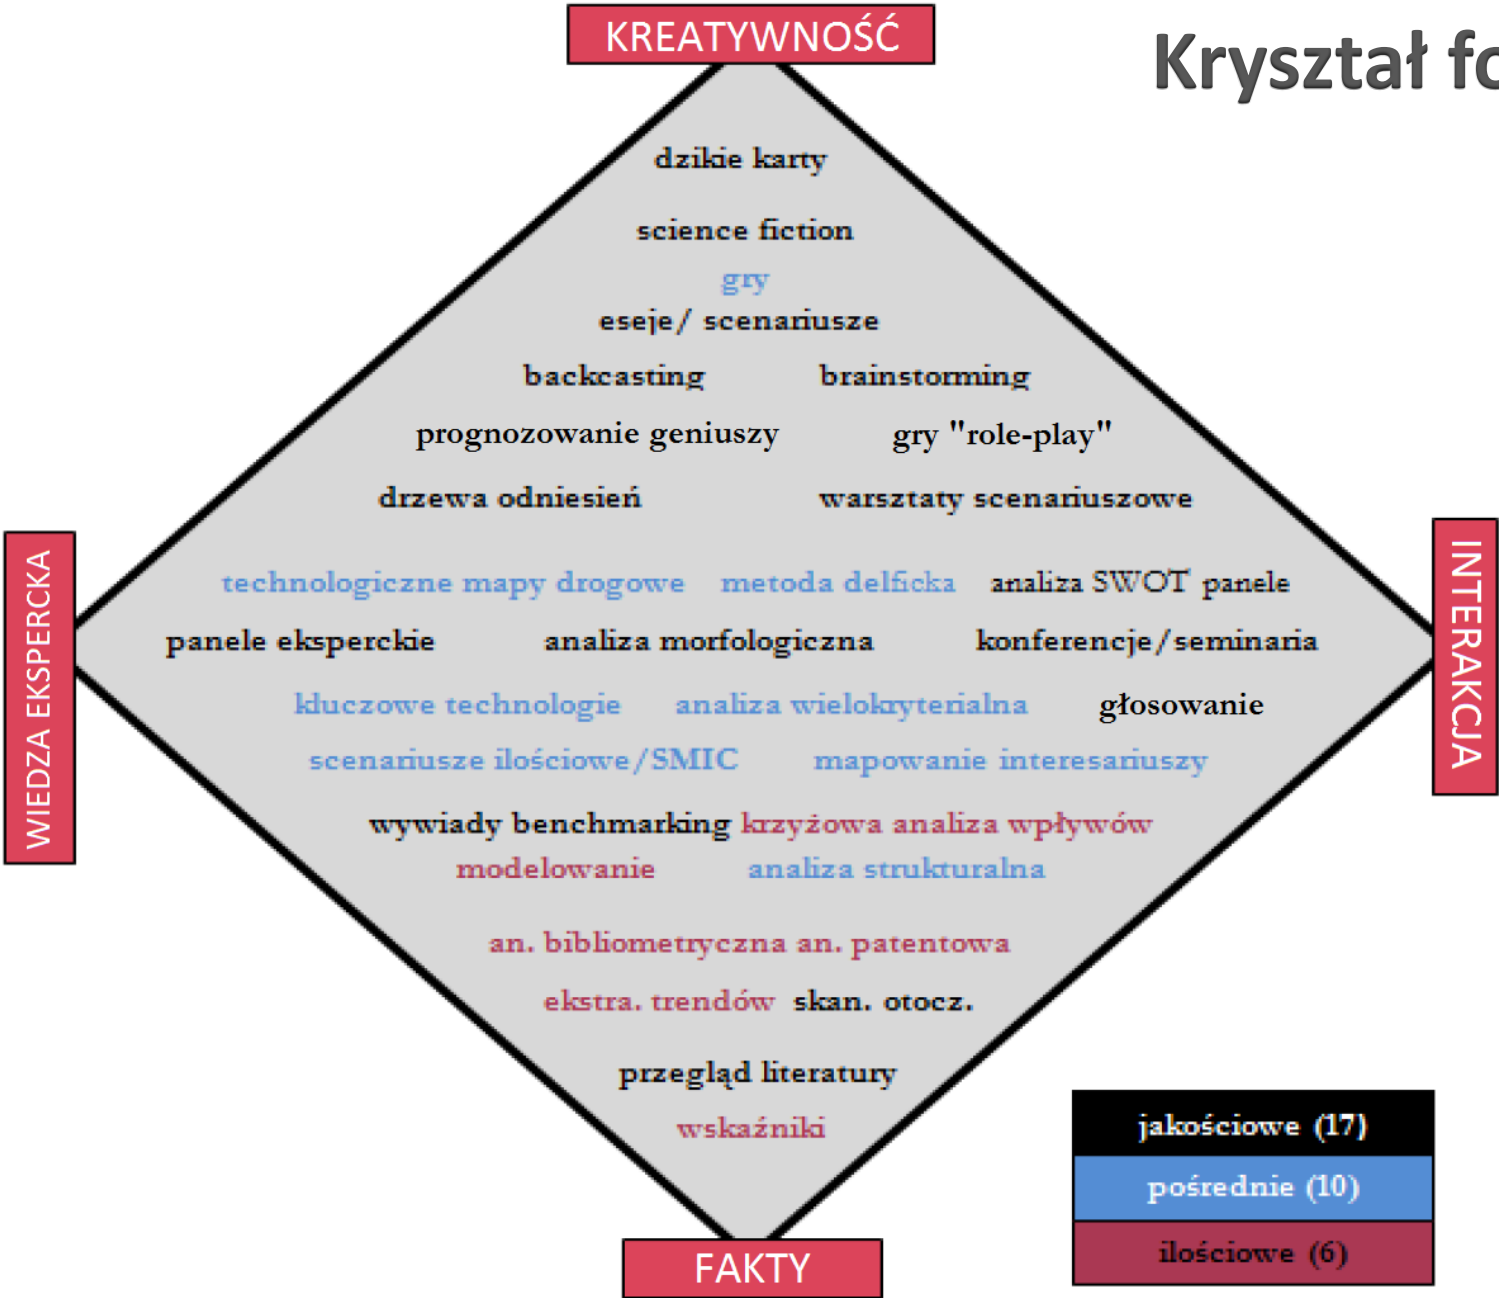 KREATYWNOŚĆ
Kryształ fo
dzikie karty
science fiction
gry
eseje/ scenariusze
backcasting brainstorming
prognozowanie geniuszy gry "role-play"
drzewa odniesień warsztaty scenariuszowe
technologiczne mapy drogowe metoda delficka analiza SWOT panele
panele eksperckie analiza morfologiczna konferencje/seminaria
kluczowe technologie analiza wielokryterialna głosowanie
scenariusze ilościowe/SMIC mapowanie interesariuszy
wywiady benchmarking krzyżowa analiza wpływów
modelowanie analiza strukturalna
an. bibliometryczna an. patentowa
ekstra. trendów skan. otocz.
przegląd literatury
wskaźniki
WIEDZA EKSPERCKA
INTERAKCJA
FAKTY
jakościowe (17)
pośrednie (10)
ilościowe (6)